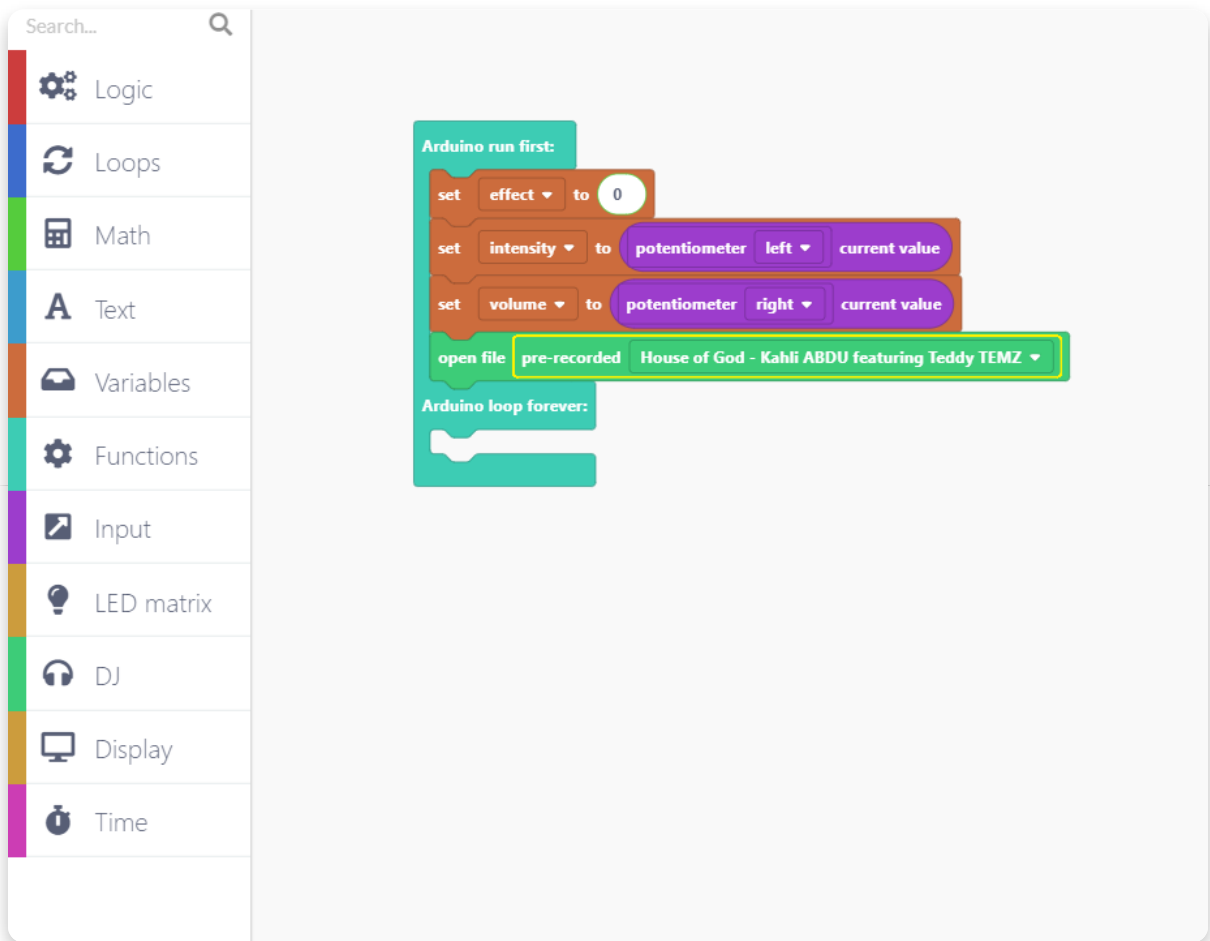 Search...
Logic
Loops
Math
Text
Variables
Functions
Input
LED matrix
DJ
Display
Time
Arduino run first:
set effect to 0
set intensity to potentiometer left current value
set volume to potentiometer right current value
open file pre-recorded House of God - Kahli ABDU featuring Teddy TEMZ
Arduino loop forever: